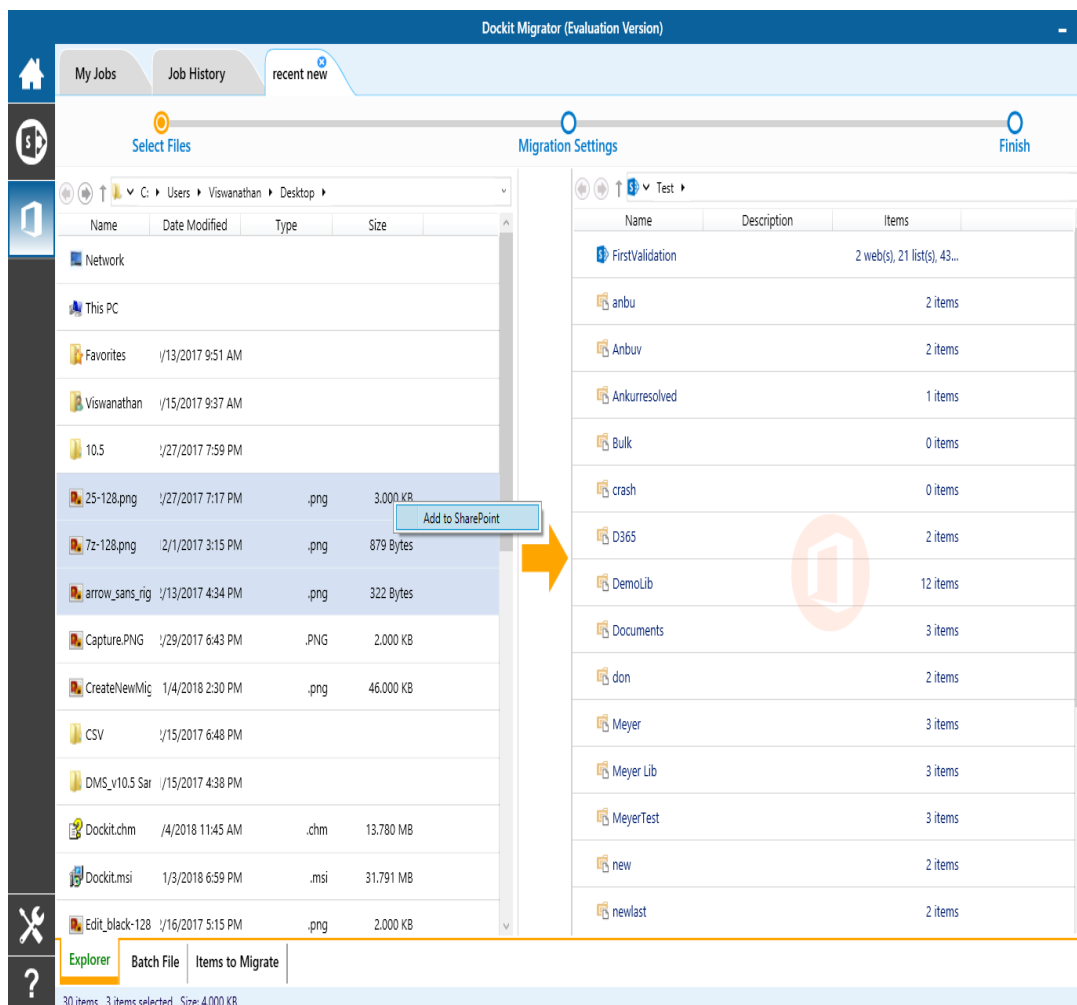 Dockit Migrator (Evaluation Version)
My Jobs Job History recent new
Select Files Migration Settings Finish
C: Users Viswanathan Desktop
Test
Name Date Modified Type Size
Name Description Items
Network
This PC
Favorites /13/2017 9:51 AM
Viswanathan /15/2017 9:37 AM
10.5 /27/2017 7:59 PM
25-128.png /27/2017 7:17 PM .png 3.000 KB
Add to SharePoint
7z-128.png 2/1/2017 3:15 PM .png 879 Bytes
arrow_sans_rig /13/2017 4:34 PM .png 322 Bytes
Capture.PNG /29/2017 6:43 PM .PNG 2.000 KB
CreateNewMig 1/4/2018 2:30 PM .png 46.000 KB
CSV /15/2017 6:48 PM
DMS_v10.5 Sar /15/2017 4:38 PM
Dockit.chm /4/2018 11:45 AM .chm 13.780 MB
Dockit.msi 1/3/2018 6:59 PM .msi 31.791 MB
Edit_black-128 /16/2017 5:15 PM .png 2.000 KB
FirstValidation 2 web(s), 21 list(s), 43...
anbu 2 items
Anbuv 2 items
Ankurresolved 1 items
Bulk 0 items
crash 0 items
D365 2 items
DemoLib 12 items
Documents 3 items
don 2 items
Meyer 3 items
Meyer Lib 3 items
MeyerTest 3 items
new 2 items
newlast 2 items
Explorer Batch File Items to Migrate
30 items 3 items selected Size: 4.000 KB